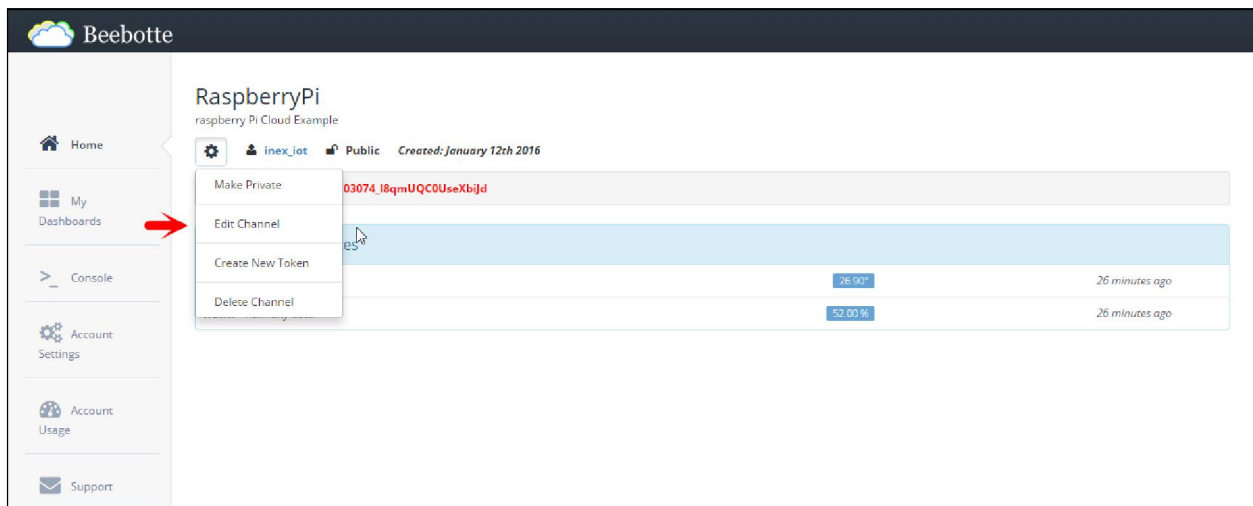 Beebotte
RaspberryPi
raspberry Pi Cloud Example
Home
inex_iot Public Created: January 12th 2016
Make Private
03074_I8qmUQC0UseXbiJd
My
Dashboards
Edit Channel
es
Create New Token
Console
26.90°
26 minutes ago
Delete Channel
52.00 %
26 minutes ago
Account
Settings
Account
Usage
Support